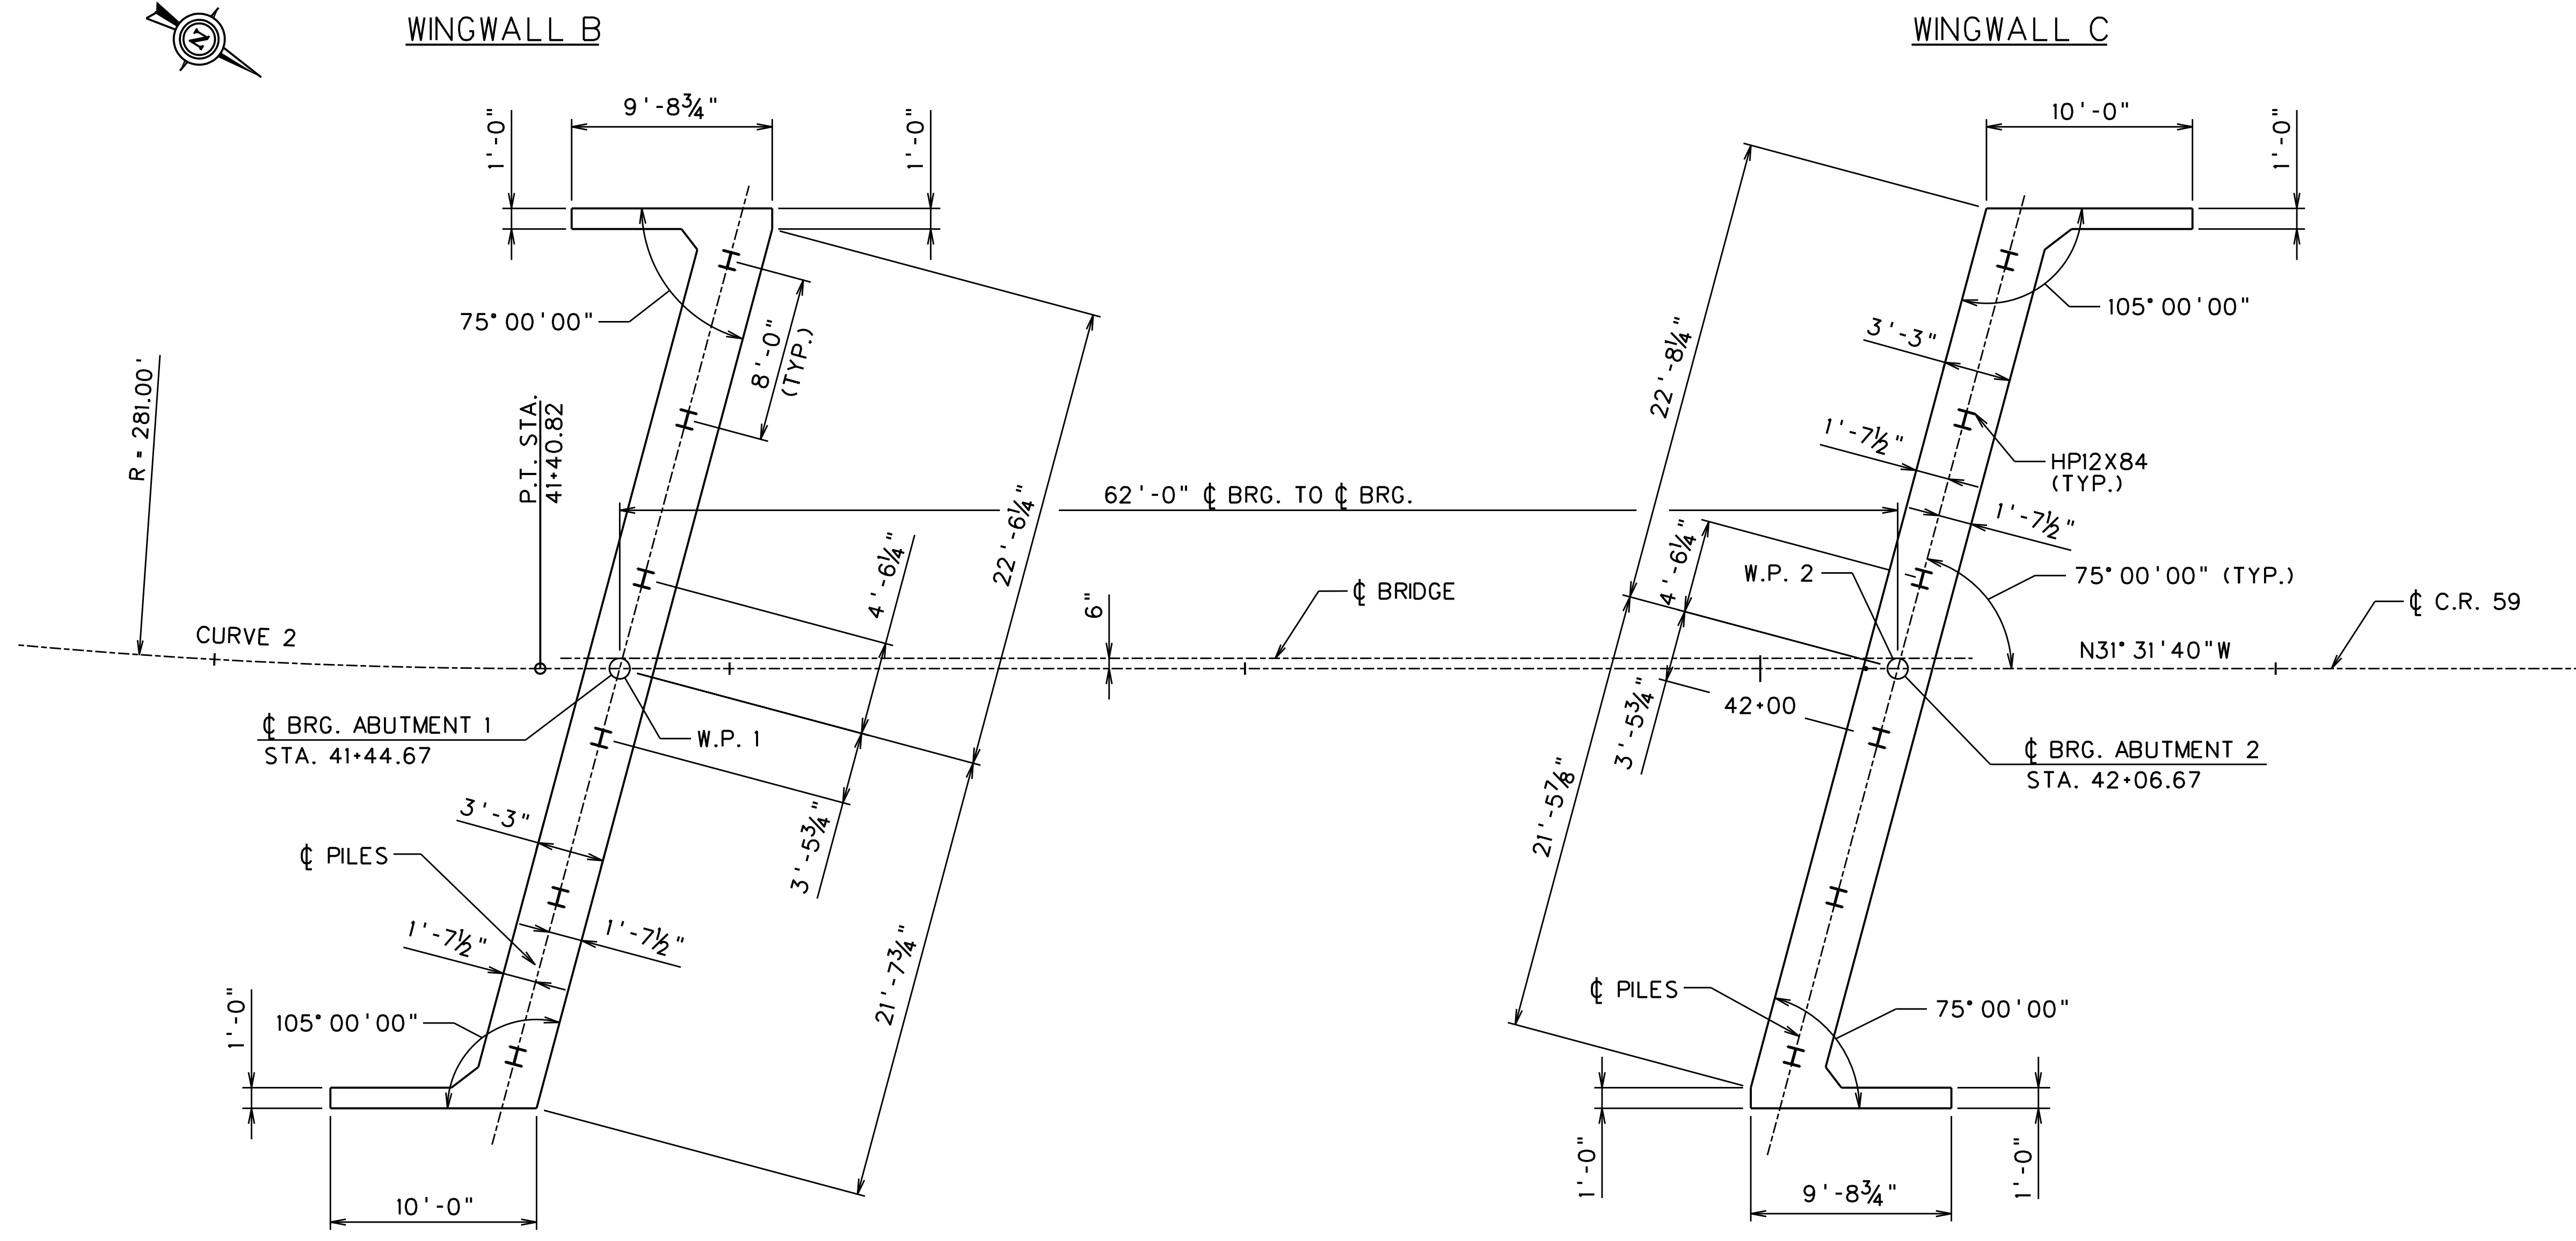 N
WINGWALL B
WINGWALL C
1'-0"
9'-8¾"
1'-0"
10'-0"
1'-0"
75°00'00"
8'-0"
(TYP.)
22'-6¼"
22'-8¼"
105°00'00"
3'-3"
1'-7½"
HP12X84
(TYP.)
1'-7½"
R = 281.00'
P.T. STA.
41+40.82
62'-0" ℄ BRG. TO ℄ BRG.
4'-6¼"
4'-6¼"
W.P. 2
75°00'00" (TYP.)
6"
℄ BRIDGE
℄ C.R. 59
CURVE 2
N31°31'40"W
℄ BRG. ABUTMENT 1
STA. 41+44.67
W.P. 1
3'-5¾"
42+00
℄ BRG. ABUTMENT 2
STA. 42+06.67
3'-3"
3'-5¾"
21'-5⅞"
℄ PILES
1'-7½"
1'-7½"
21'-7¾"
℄ PILES
1'-0"
105°00'00"
75°00'00"
10'-0"
1'-0"
9'-8¾"
1'-0"